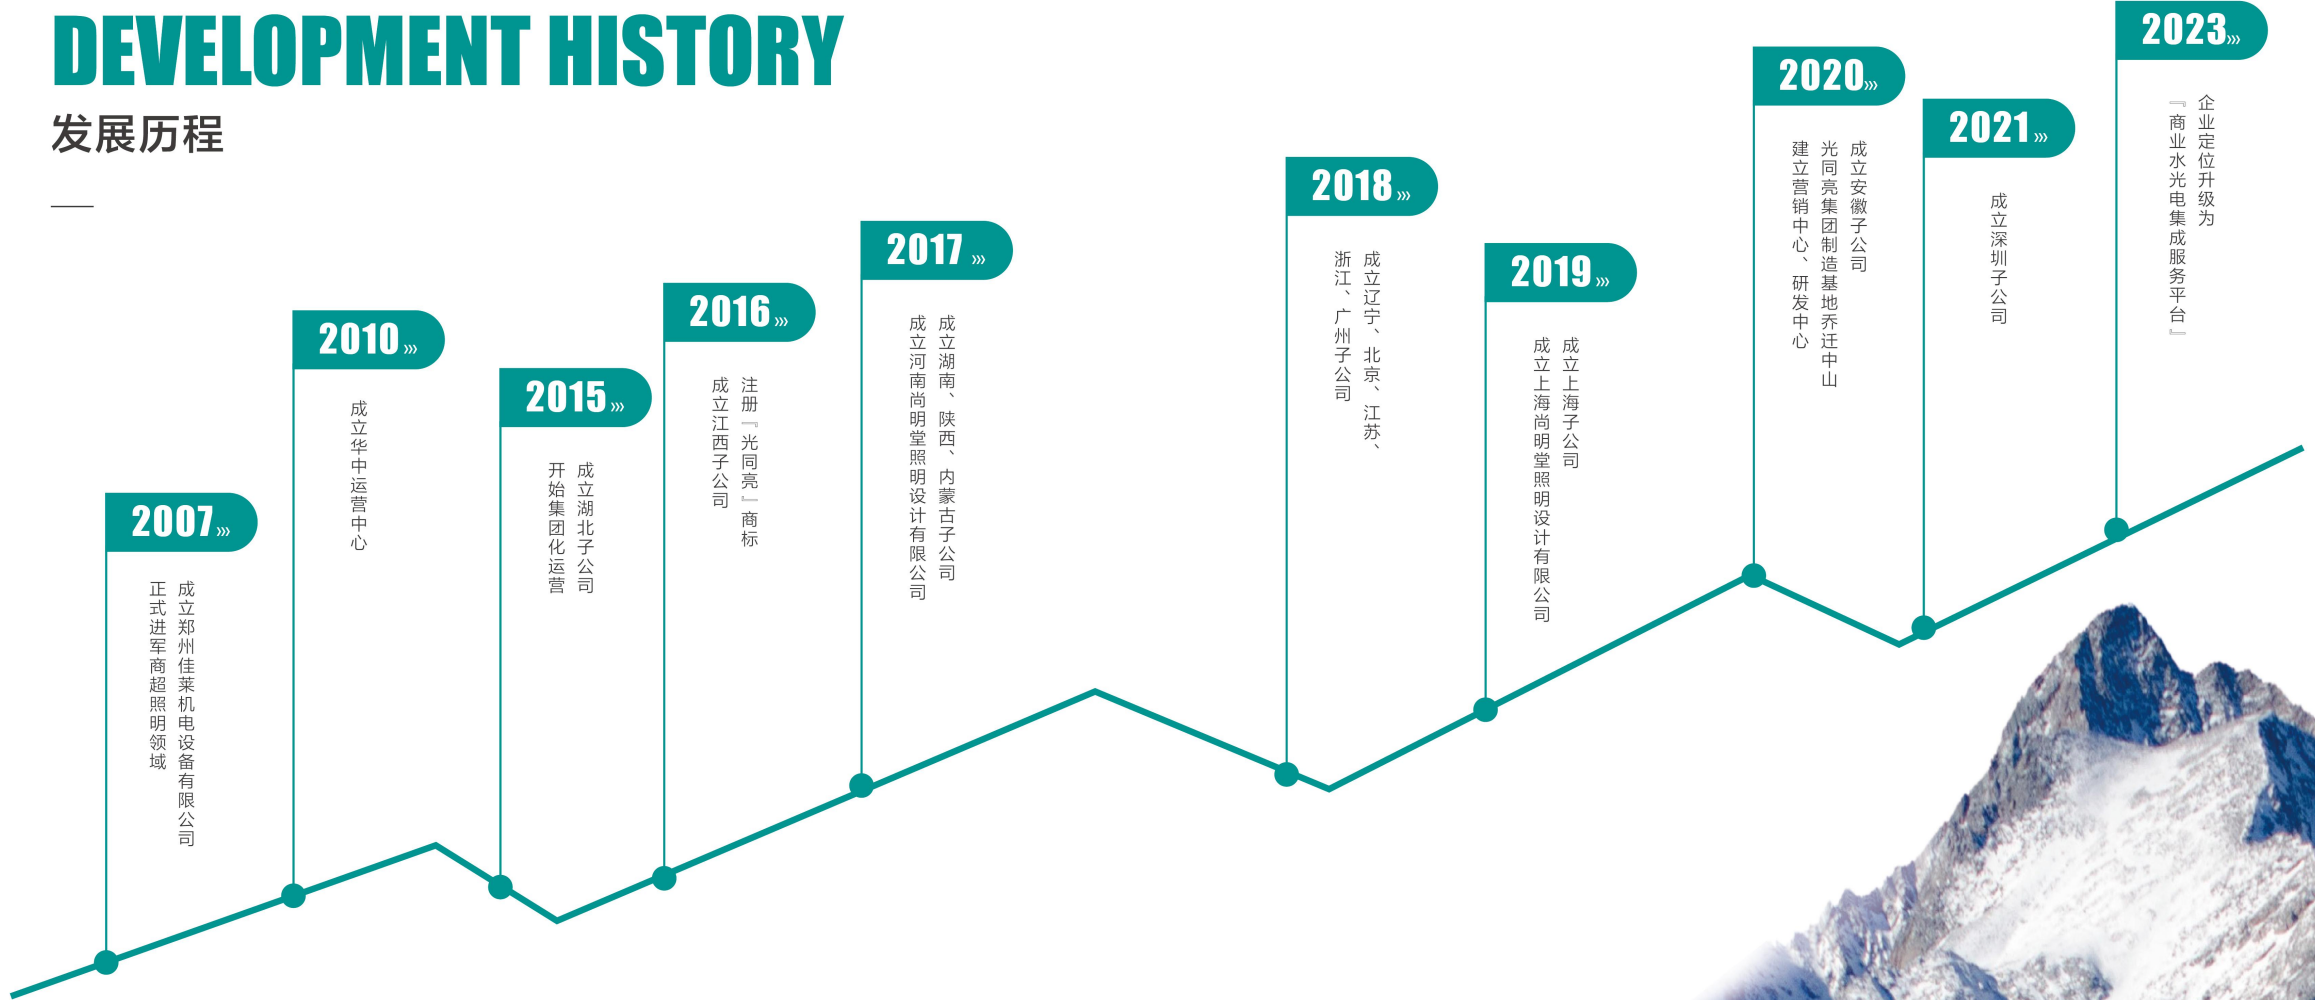 DEVELOPMENT HISTORY
发展历程
2007
成立郑州佳莱机电设备有限公司
正式进军商超照明领域
2010
成立华中运营中心
2015
成立湖北子公司
开始集团化运营
2016
注册『光同亮』商标
成立江西子公司
2017
成立湖南、陕西、内蒙古子公司
成立河南尚明堂照明设计有限公司
2018
成立辽宁、北京、江苏、
浙江、广州子公司
2019
成立上海子公司
成立上海尚明堂照明设计有限公司
2020
成立安徽子公司
光同亮集团制造基地乔迁中山
建立营销中心、研发中心
2021
成立深圳子公司
2023
企业定位升级为
『商业水光电集成服务平台』